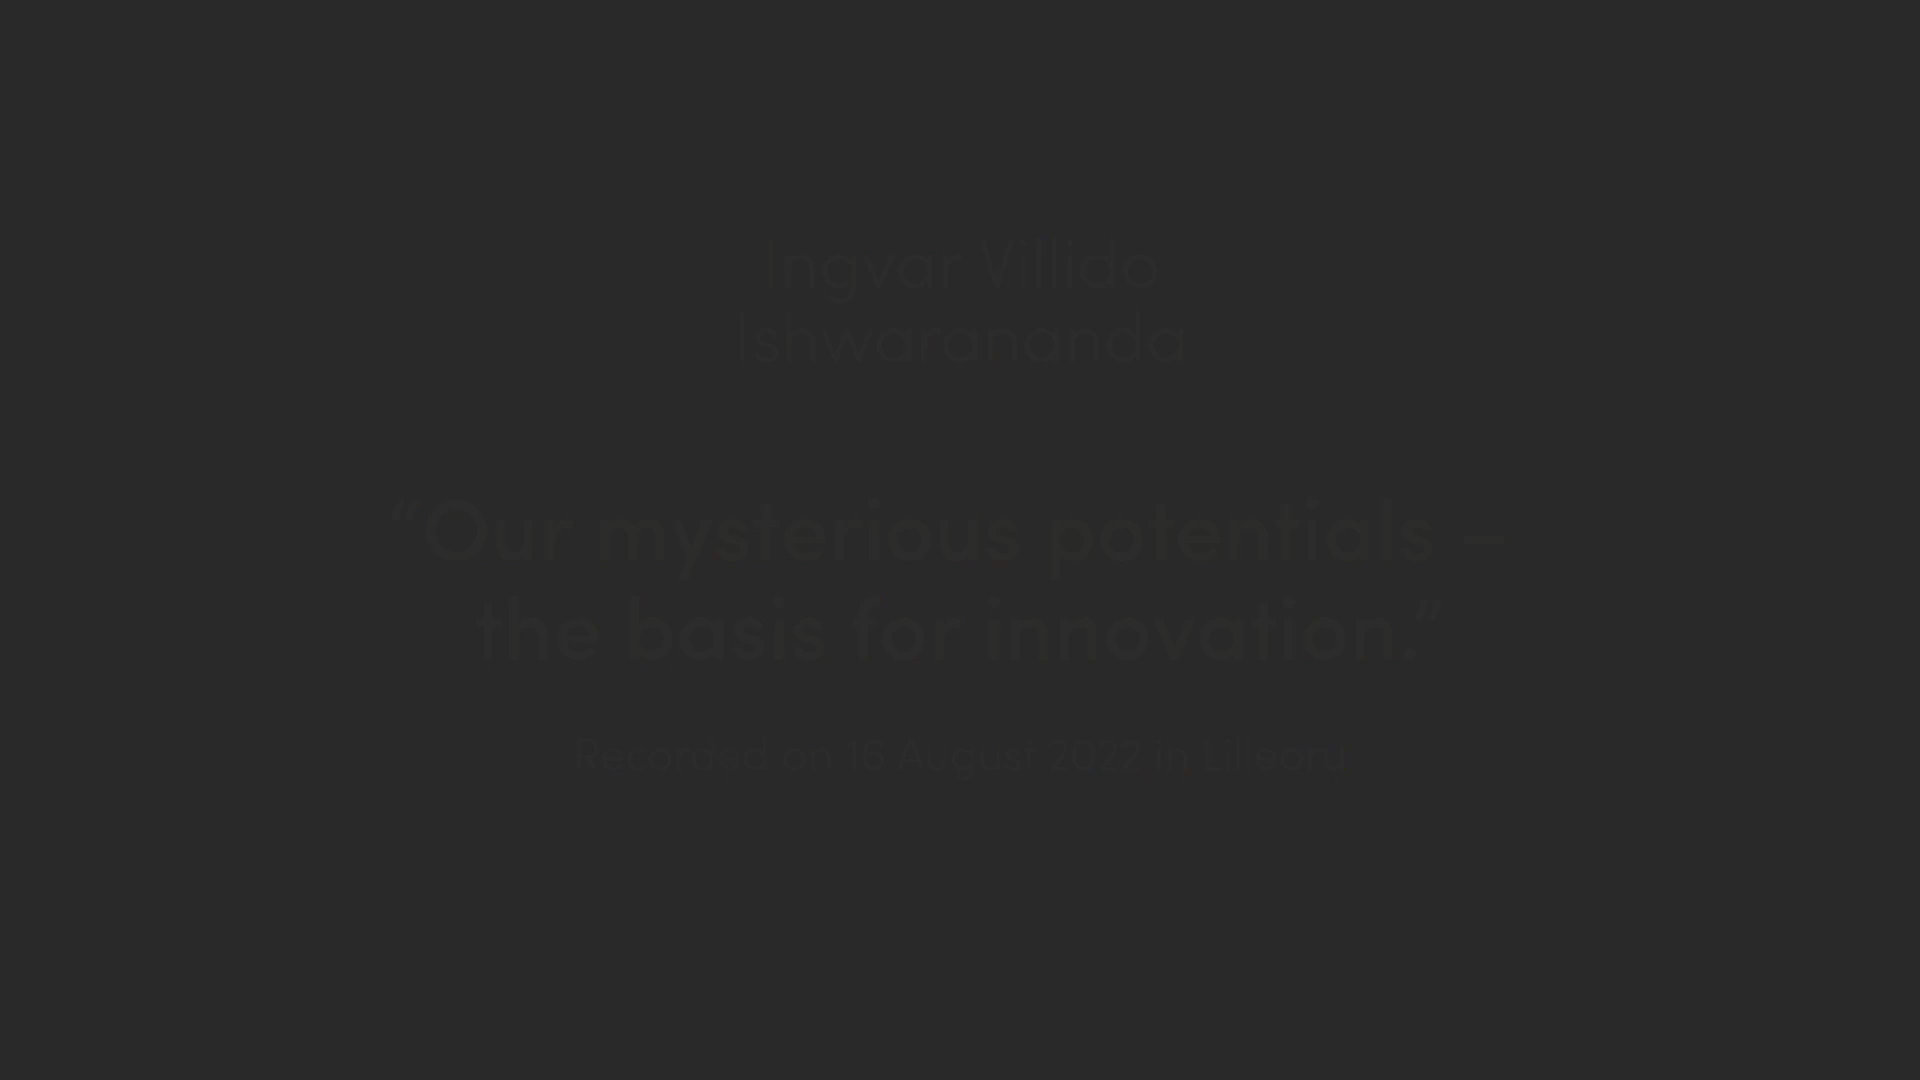 Ingvar Villido
Ishwarananda
“Our mysterious potentials –
the basis for innovation.”
Recorded on 16 August 2022 in Lilleoru